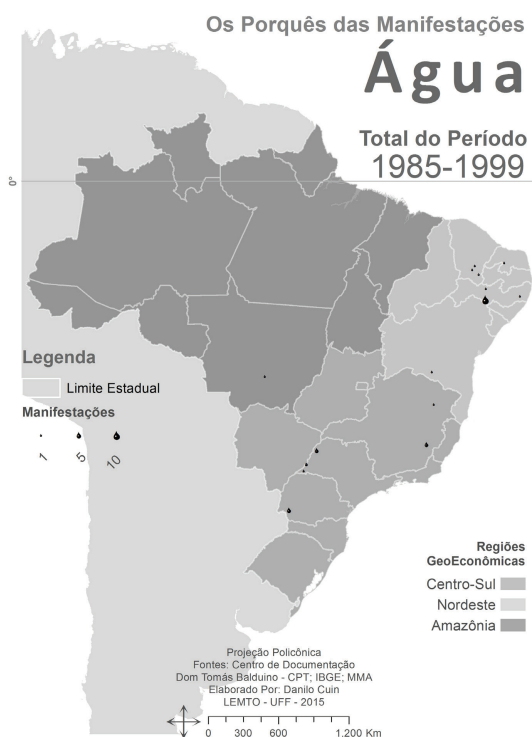 Os Porquês das Manifestações
Água
Total do Período
1985-1999
0°
Legenda
Limite Estadual
Manifestações
1
5
10
Regiões
GeoEconômicas
Centro-Sul
Nordeste
Amazônia
Projeção Policônica
Fontes: Centro de Documentação
Dom Tomás Balduino - CPT; IBGE; MMA
Elaborado Por: Danilo Cuin
LEMTO - UFF - 2015
0 300 600 1.200 Km